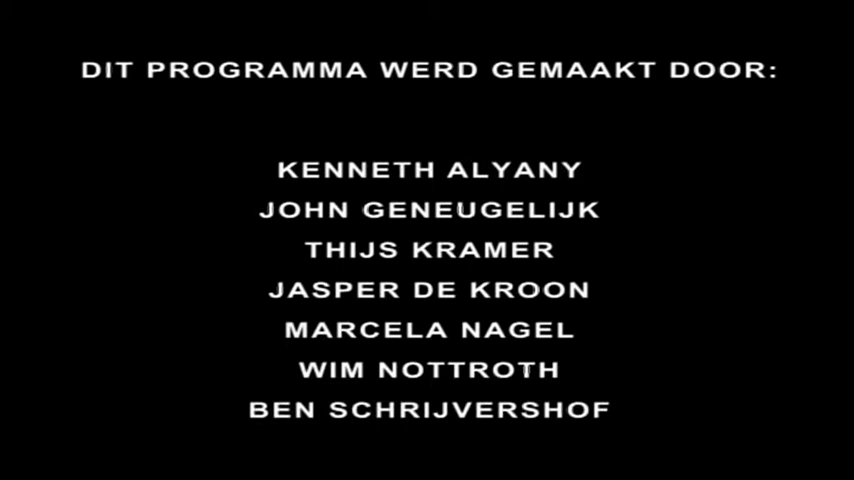 DIT PROGRAMMA WERD GEMAAKT DOOR:
KENNETH ALYANY
JOHN GENEUGELIJK
THIJS KRAMER
JASPER DE KROON
MARCELA NAGEL
WIM NOTTROTH
BEN SCHRIJVERSHOF